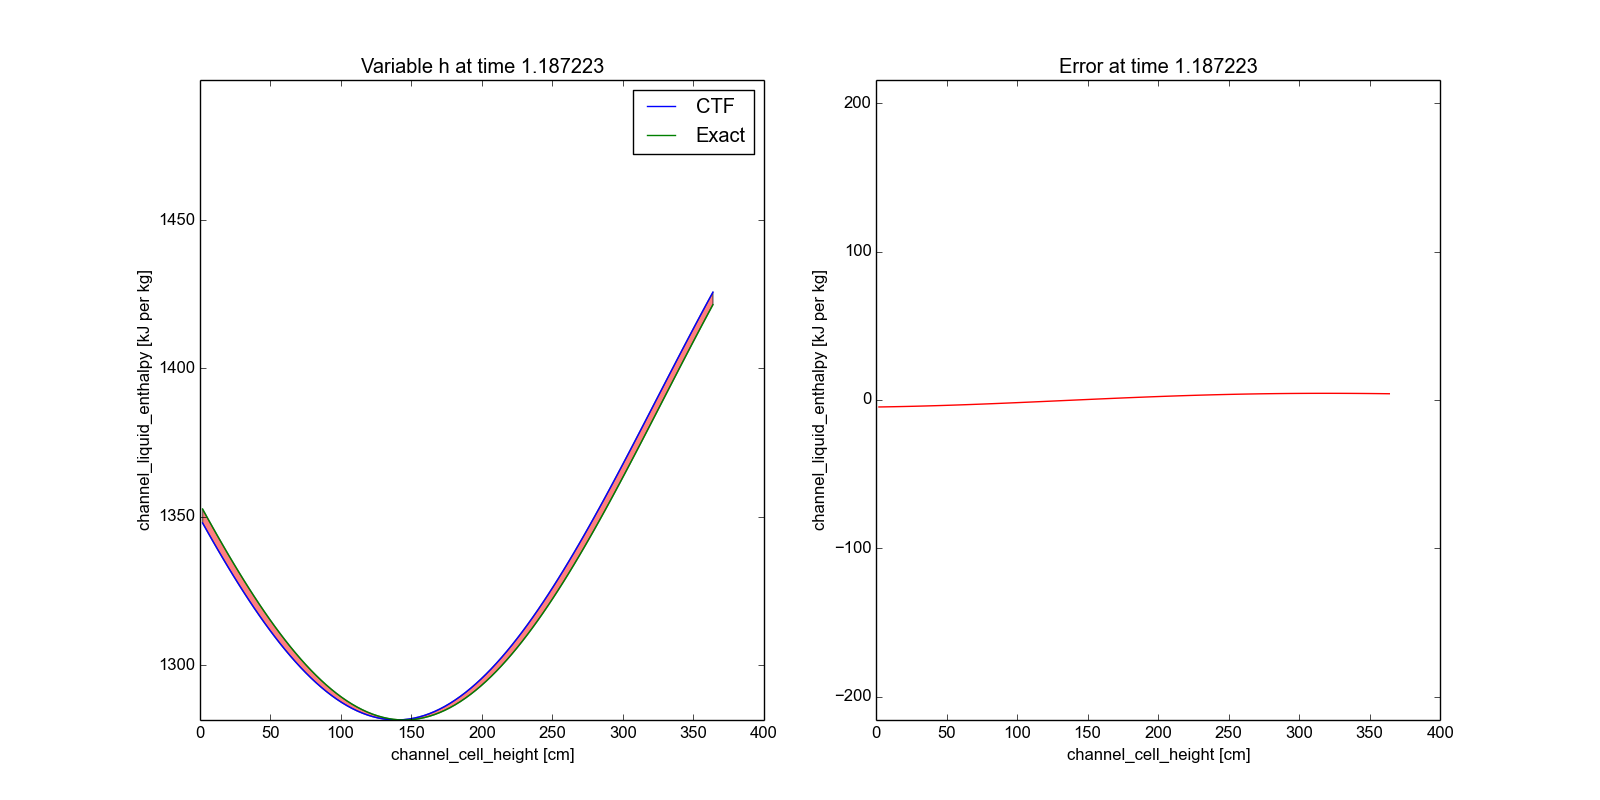 Variable h at time 1.187223
CTF
Exact
1450
1400
1350
1300
channel_liquid_enthalpy [kJ per kg]
0 50 100 150 200 250 300 350 400
channel_cell_height [cm]
Error at time 1.187223
200
100
0
−100
−200
channel_liquid_enthalpy [kJ per kg]
0 50 100 150 200 250 300 350 400
channel_cell_height [cm]